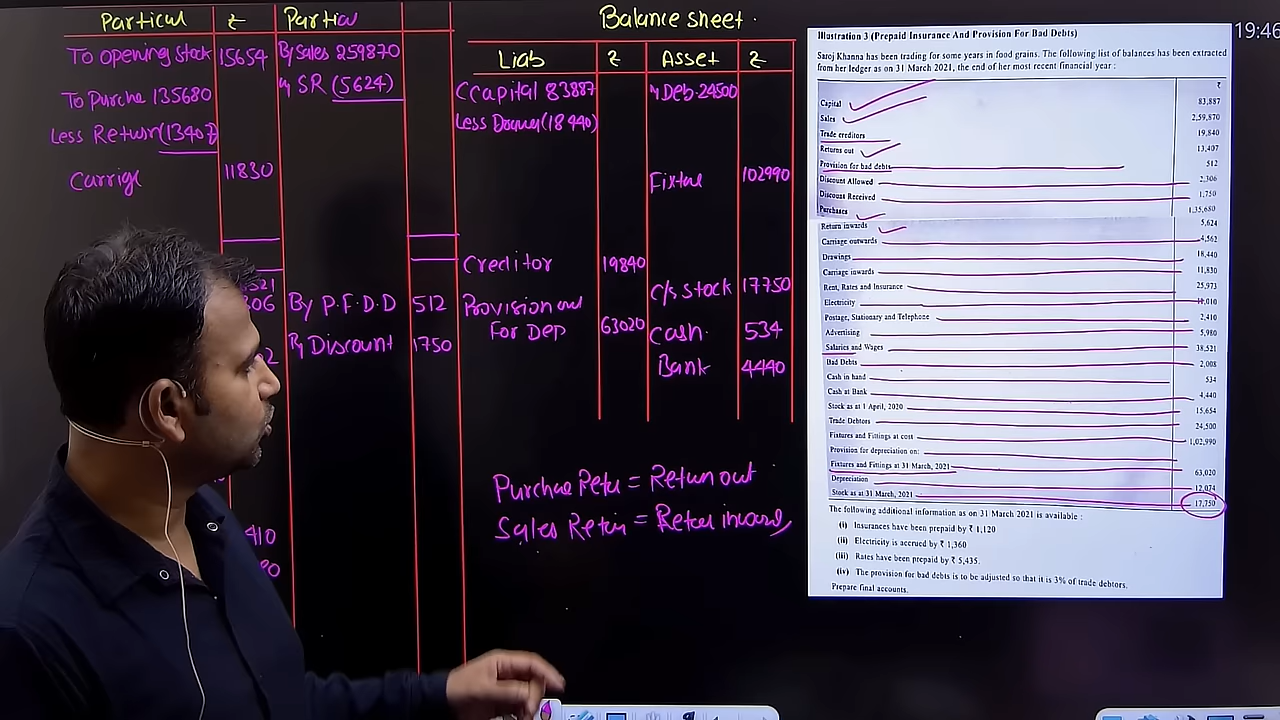 Particul ₹ Particu
To opening stock 15654 By Sales 259870
By SR (5624)
To Purcha 135680
Less Return (13407)
Carrige 11830
By P.F.D.D 512
By Discount 1750
410
Balance sheet.
Liab ₹ Asset ₹
Capital 83887
Less Drawn (18440)
Creditor 19840
Provision on
For Dep 63020
Deb. 24500
Fixture 102990
c/s stock 17750
Cash. 534
Bank 4440
Purchase Retu = Return out
Sales Retun = Return inward
19:46
Illustration 3 (Prepaid Insurance And Provision For Bad Debts)
Saroj Khanna has been trading for some years in food grains. The following list of balances has been extracted
from her ledger as on 31 March 2021, the end of her most recent financial year :
₹
Capital 83,887
Sales 2,59,870
Trade creditors 19,840
Returns out 13,407
Provision for bad debts 512
Discount Allowed 2,306
Discount Received 1,750
Purchases 1,35,680
Return inwards 5,624
Carriage outwards 4,562
Drawings 18,440
Carriage inwards 11,830
Rent, Rates and Insurance 25,973
Electricity 11,010
Postage, Stationary and Telephone 2,410
Advertising 5,980
Salaries and Wages 38,521
Bad Debts 2,008
Cash in hand 534
Cash at Bank 4,440
Stock as at 1 April, 2020 15,654
Trade Debtors 24,500
Fixtures and Fittings at cost 1,02,990
Provision for depreciation on:
Fixtures and Fittings at 31 March, 2021 63,020
Depreciation 12,074
Stock as at 31 March, 2021 17,750
The following additional information as on 31 March 2021 is available :
(i) Insurances have been prepaid by ₹ 1,120
(ii) Electricity is accrued by ₹ 1,360
(iii) Rates have been prepaid by ₹ 5,435.
(iv) The provision for bad debts is to be adjusted so that it is 3% of trade debtors.
Prepare final accounts.